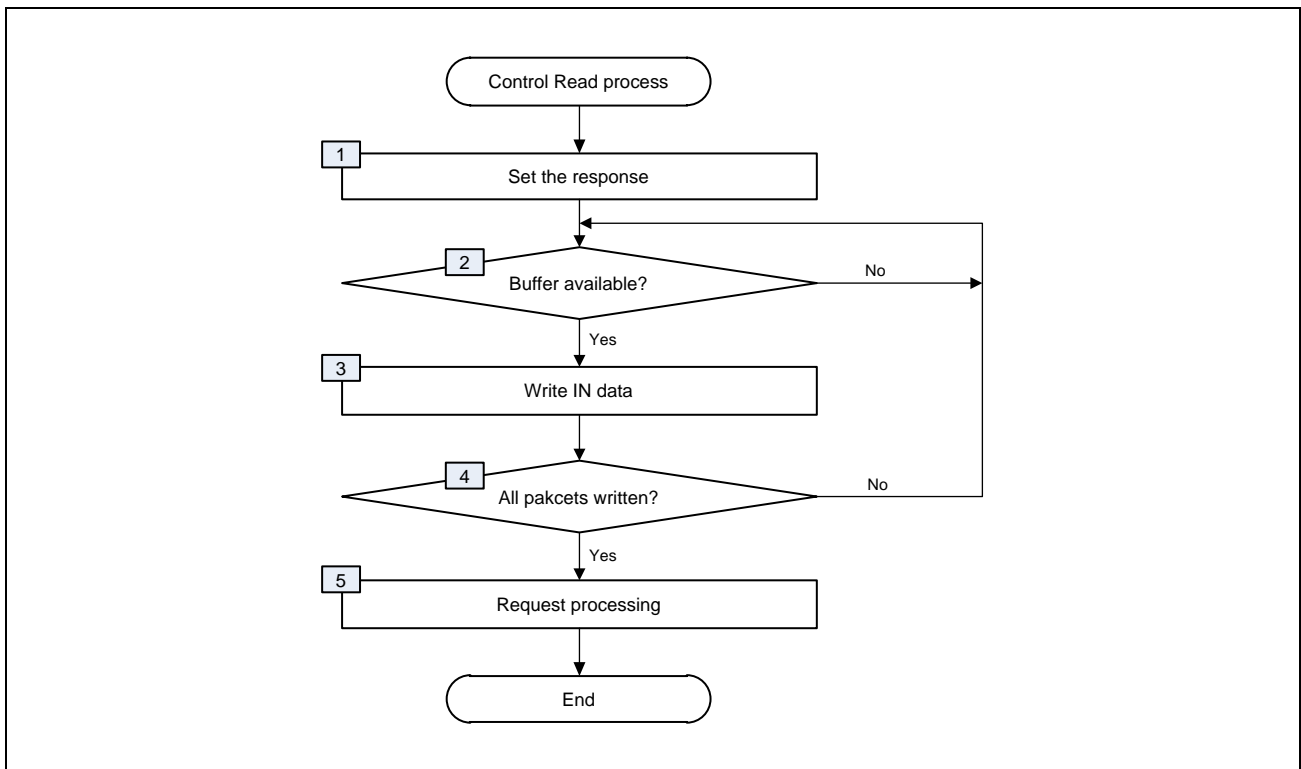 Control Read process
1
Set the response
2
Buffer available?
No
Yes
3
Write IN data
4
All pakcets written?
No
Yes
5
Request processing
End